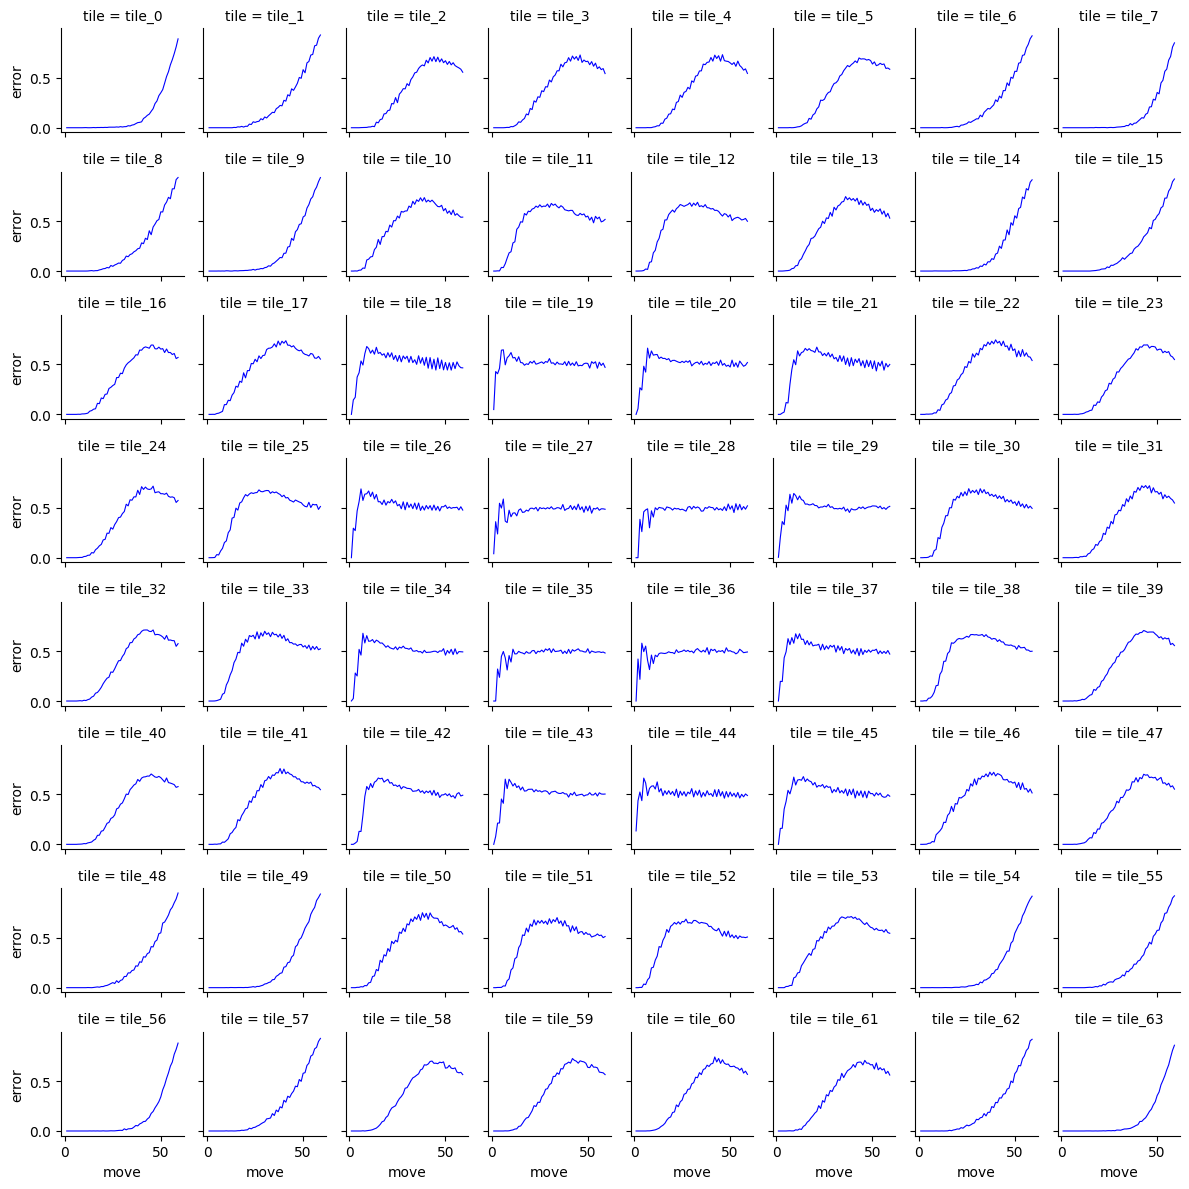 tile = tile_0 tile = tile_1 tile = tile_2 tile = tile_3 tile = tile_4 tile = tile_5 tile = tile_6 tile = tile_7
error
0.5
0.0
tile = tile_8 tile = tile_9 tile = tile_10 tile = tile_11 tile = tile_12 tile = tile_13 tile = tile_14 tile = tile_15
error
0.5
0.0
tile = tile_16 tile = tile_17 tile = tile_18 tile = tile_19 tile = tile_20 tile = tile_21 tile = tile_22 tile = tile_23
error
0.5
0.0
tile = tile_24 tile = tile_25 tile = tile_26 tile = tile_27 tile = tile_28 tile = tile_29 tile = tile_30 tile = tile_31
error
0.5
0.0
tile = tile_32 tile = tile_33 tile = tile_34 tile = tile_35 tile = tile_36 tile = tile_37 tile = tile_38 tile = tile_39
error
0.5
0.0
tile = tile_40 tile = tile_41 tile = tile_42 tile = tile_43 tile = tile_44 tile = tile_45 tile = tile_46 tile = tile_47
error
0.5
0.0
tile = tile_48 tile = tile_49 tile = tile_50 tile = tile_51 tile = tile_52 tile = tile_53 tile = tile_54 tile = tile_55
error
0.5
0.0
tile = tile_56 tile = tile_57 tile = tile_58 tile = tile_59 tile = tile_60 tile = tile_61 tile = tile_62 tile = tile_63
error
0.5
0.0
0 50 0 50 0 50 0 50 0 50 0 50 0 50 0 50
move move move move move move move move